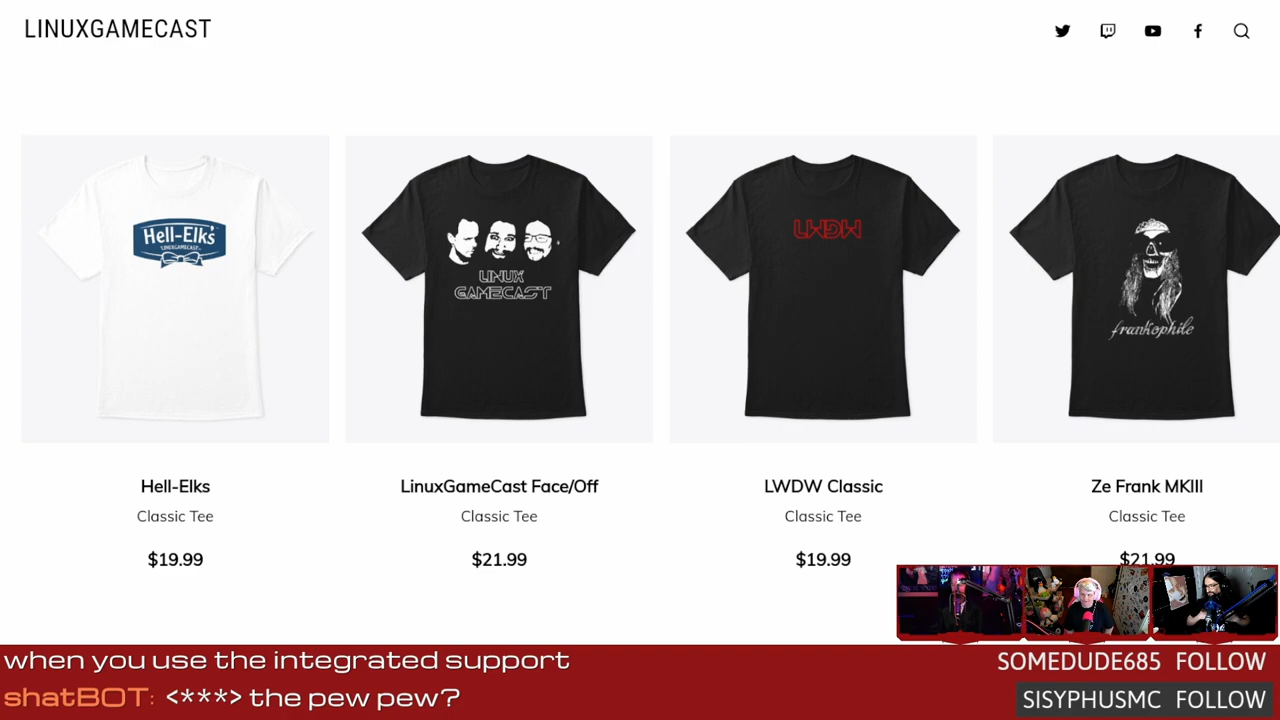 LINUXGAMECAST
Hell-Elks
LINUXGAMECAST
LINUX
GAMECAST
LWDW
frankophile
Hell-Elks
LinuxGameCast Face/Off
LWDW Classic
Ze Frank MKIII
Classic Tee
Classic Tee
Classic Tee
Classic Tee
$19.99
$21.99
$19.99
$21.99
when you use the integrated support
shatBOT: <***> the pew pew?
SOMEDUDE685 FOLLOW
SISYPHUSMC FOLLOW